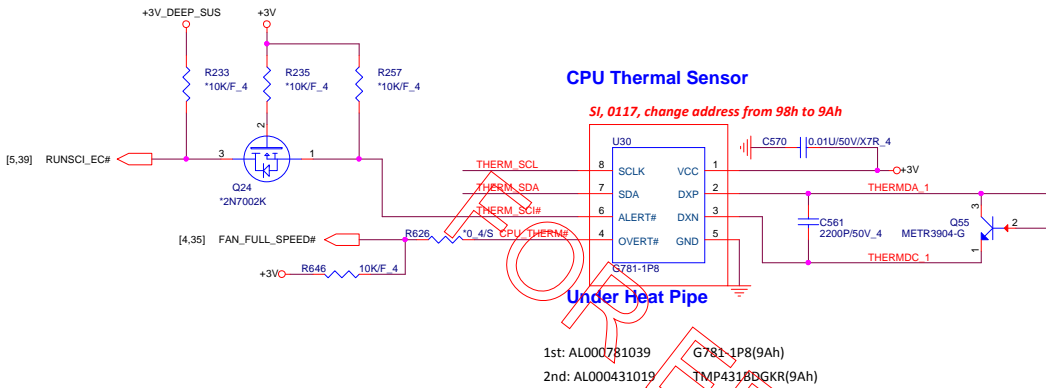 +3V_DEEP_SUS
+3V
R233
*10K/F_4
R235
*10K/F_4
R257
*10K/F_4
CPU Thermal Sensor
SI, 0117, change address from 98h to 9Ah
2
[5,39] RUNSCI_EC#
3
1
Q24
*2N7002K
U30
C570
0.01U/50V/X7R_4
THERM_SCL
8
SCLK
VCC
1
+3V
THERM_SDA
7
SDA
DXP
2
THERMDA_1
THERM_SCI#
6
ALERT#
DXN
3
C561
2200P/50V_4
3
Q55
2
METR3904-G
1
[4,35] FAN_FULL_SPEED#
R626
*0_4/S
CPU_THERM#
4
OVERT#
GND
5
THERMDC_1
+3V
R646
10K/F_4
G781-1P8
Under Heat Pipe
1st: AL000781039 G781-1P8(9Ah)
2nd: AL000431019 TMP431BDGKR(9Ah)
F
O
R